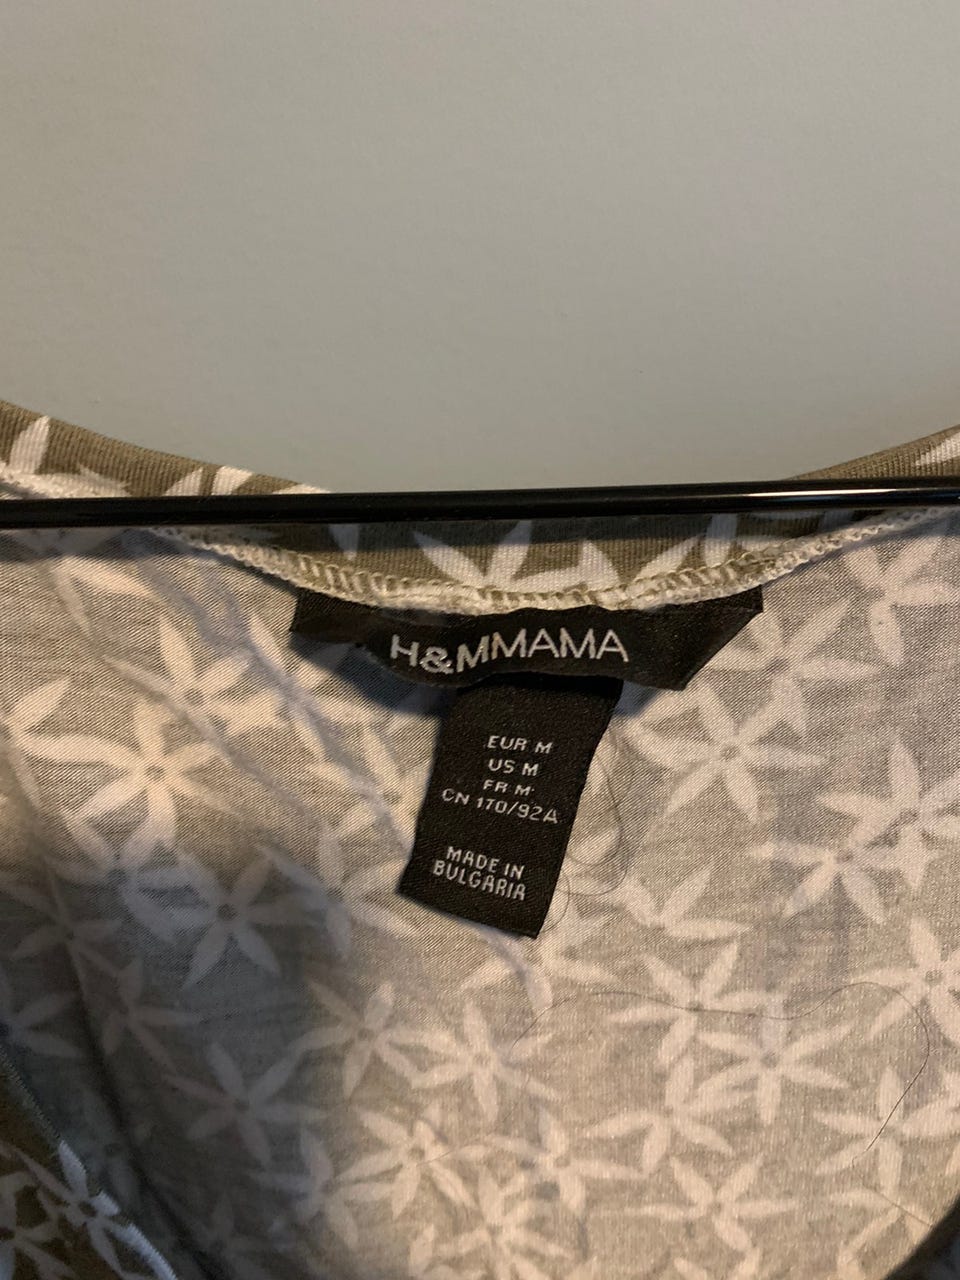 H&MMAMA
EUR M
US M
FR M
CN 170/92A
MADE IN
BULGARIA